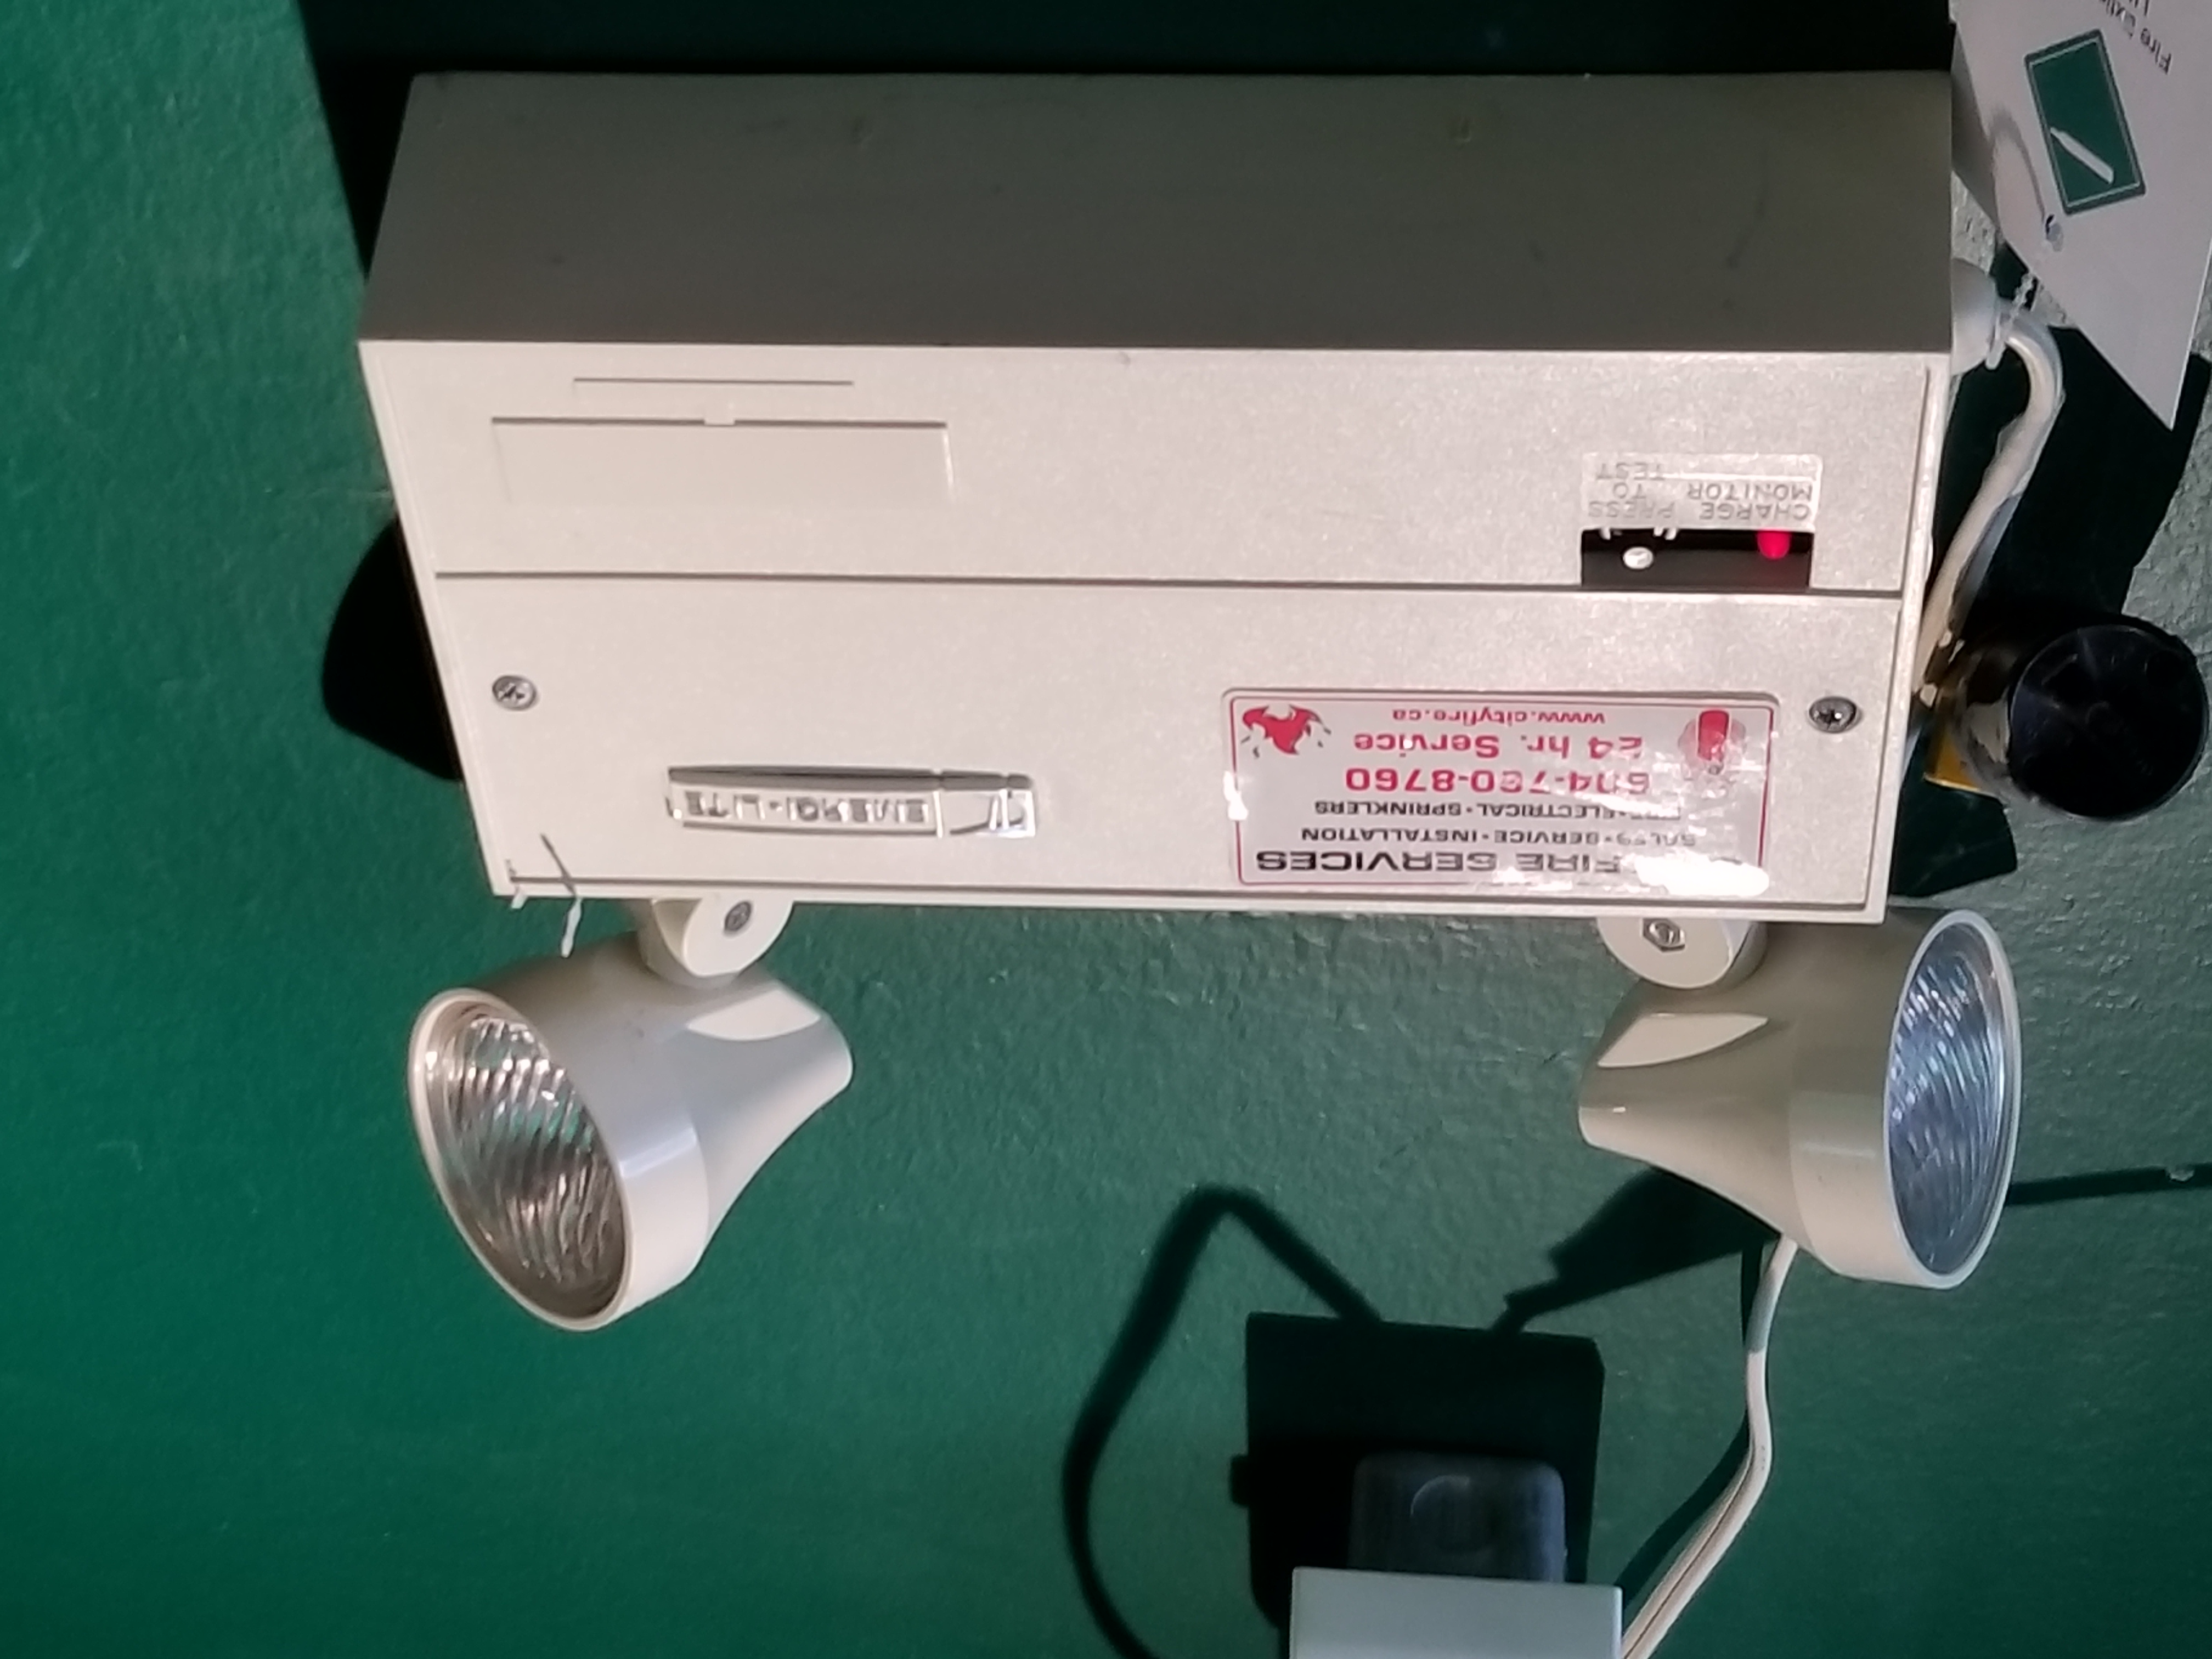 FIRE SERVICES
SALES•SERVICE•INSTALLATION
ELECTRICAL•SPRINKLERS
24 hr. Service
www.cityfire.ca
EMERGI-LITE
CHARGE PRESS
MONITOR TO
TEST
Fire